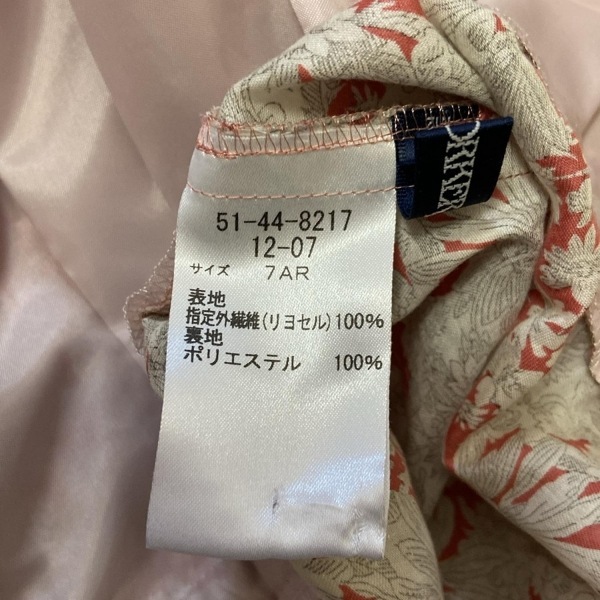 51-44-8217
12-07
サイズ 7AR
表地
指定外繊維(リヨセル)100%
裏地
ポリエステル 100%